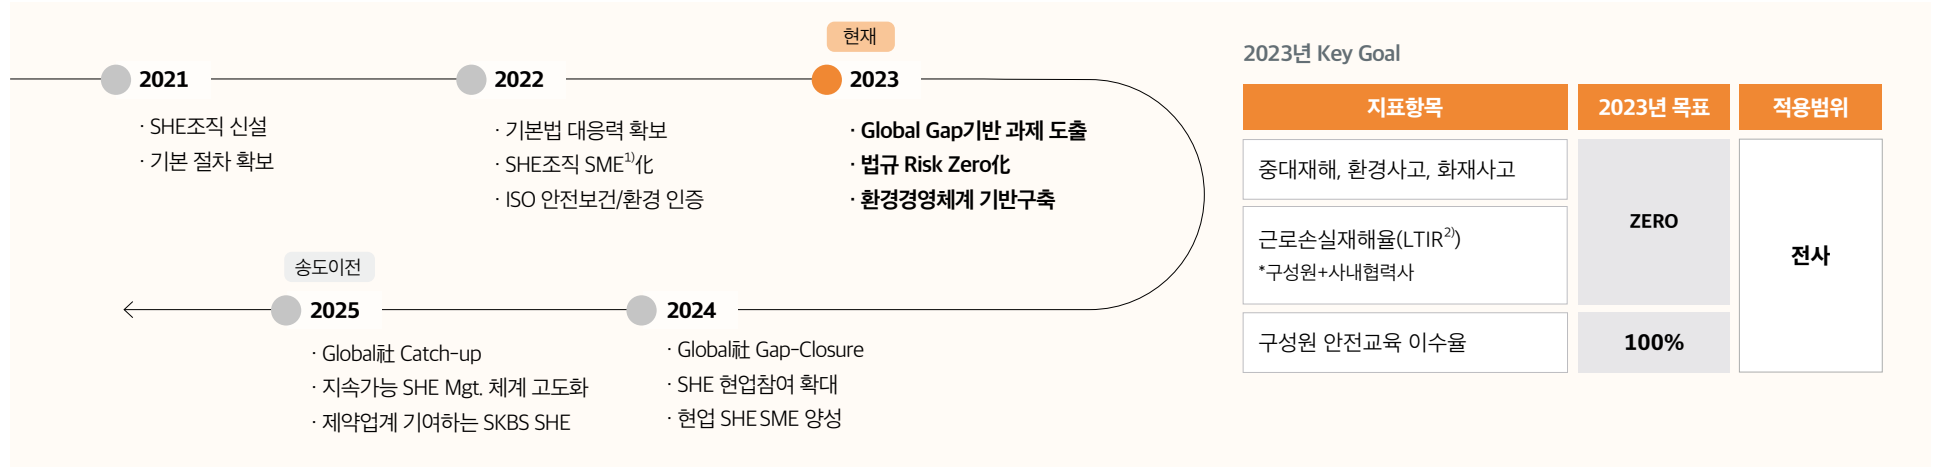 현재
2021
· SHE조직 신설
· 기본 절차 확보
2022
· 기본법 대응력 확보
· SHE조직 SME1)化
· ISO 안전보건/환경 인증
2023
· Global Gap기반 과제 도출
· 법규 Risk Zero化
· 환경경영체계 기반구축
2024
· Global社 Gap-Closure
· SHE 현업참여 확대
· 현업 SHE SME 양성
송도이전
2025
· Global社 Catch-up
· 지속가능 SHE Mgt. 체계 고도화
· 제약업계 기여하는 SKBS SHE
2023년 Key Goal
지표항목 2023년 목표 적용범위
중대재해, 환경사고, 화재사고
근로손실재해율(LTIR2))
*구성원+사내협력사
ZERO
구성원 안전교육 이수율
100%
전사